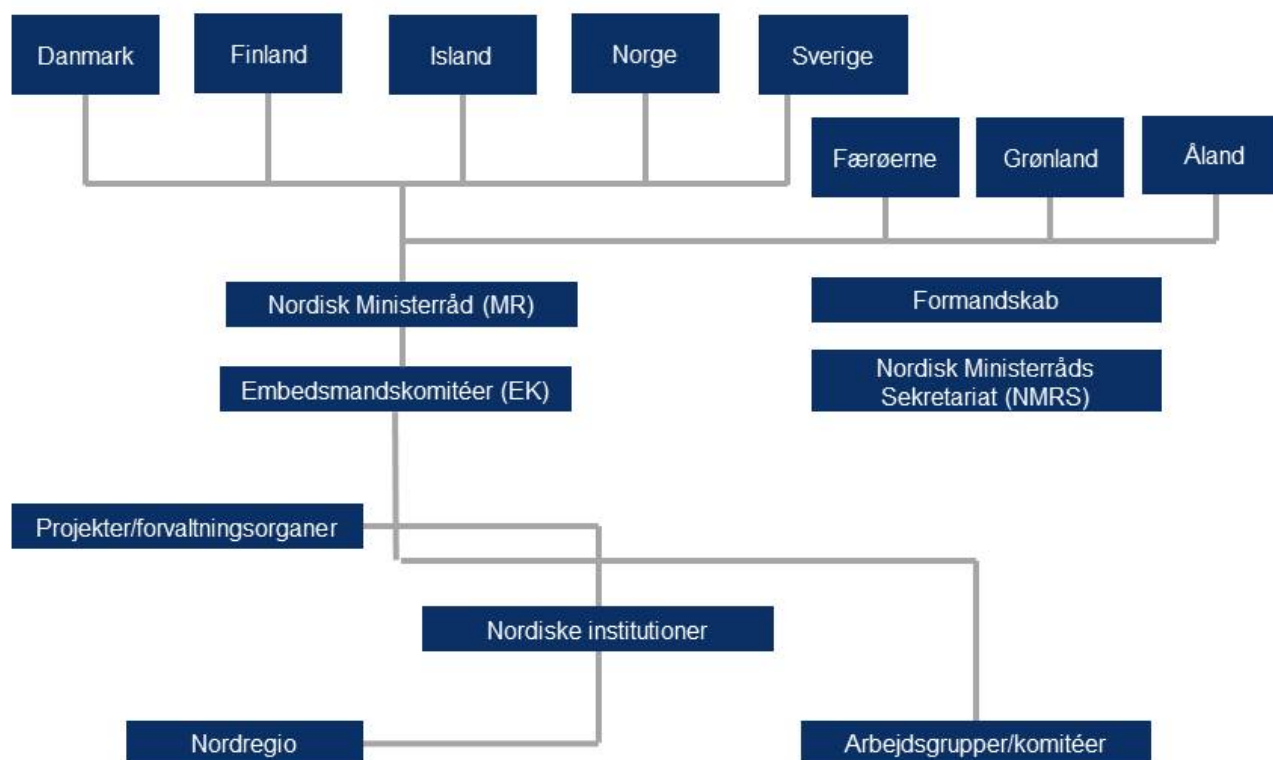 Danmark
Finland
Island
Norge
Sverige
Færøerne
Grønland
Åland
Nordisk Ministerråd (MR)
Formandskab
Embedsmandskomitéer (EK)
Nordisk Ministerråds
Sekretariat (NMRS)
Projekter/forvaltningsorganer
Nordiske institutioner
Nordregio
Arbejdsgrupper/komitéer